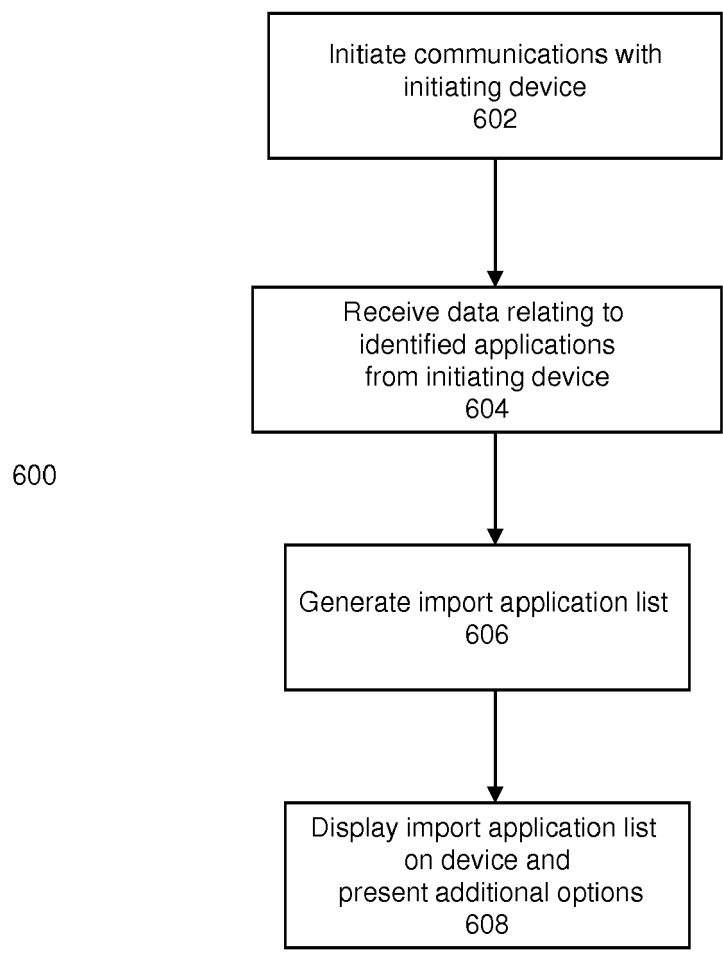 Initiate communications with
initiating device
602
Receive data relating to
identified applications
from initiating device
604
600
Generate import application list
606
Display import application list
on device and
present additional options
608